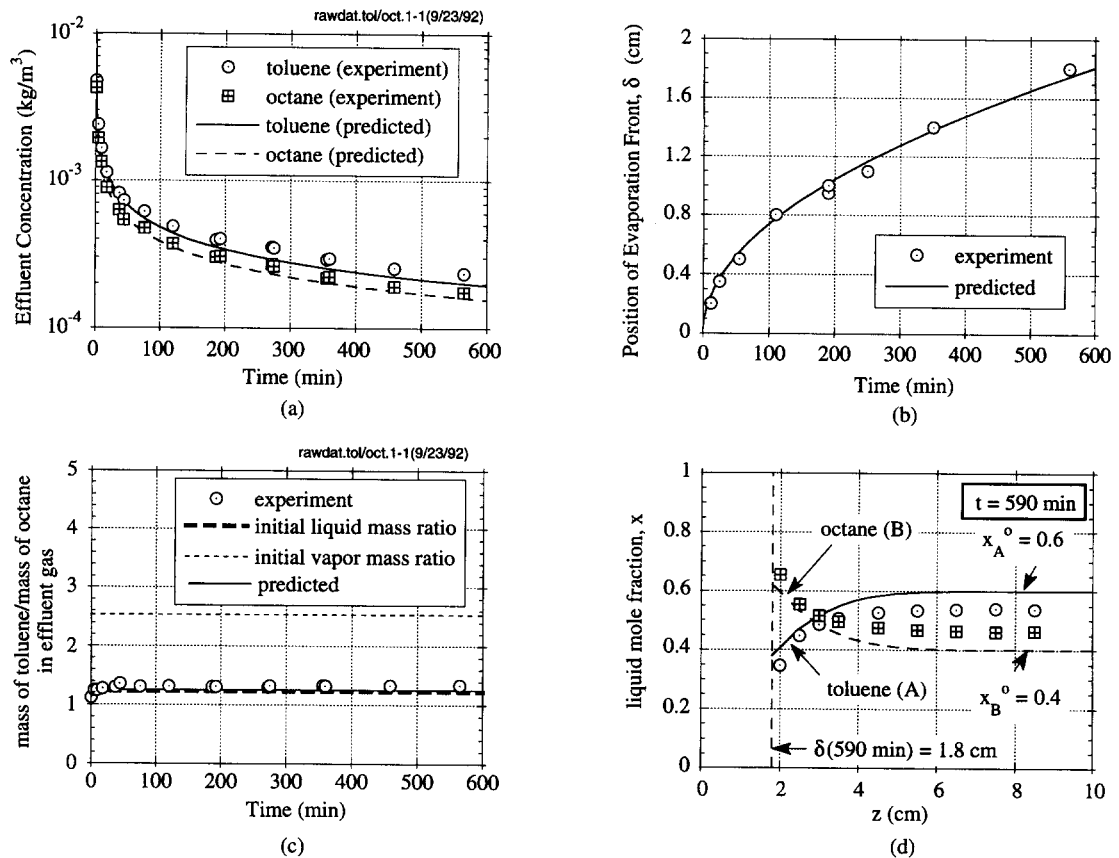 rawdat.tol/oct.1-1(9/23/92)
10⁻²
10⁻³
10⁻⁴
Effluent Concentration (kg/m³)
toluene (experiment)
octane (experiment)
toluene (predicted)
octane (predicted)
0 100 200 300 400 500 600
Time (min)
(a)
2
1.6
1.2
0.8
0.4
0
Position of Evaporation Front, δ (cm)
experiment
predicted
0 100 200 300 400 500 600
Time (min)
(b)
rawdat.tol/oct.1-1(9/23/92)
5
4
3
2
1
0
mass of toluene/mass of octane
in effluent gas
experiment
initial liquid mass ratio
initial vapor mass ratio
predicted
0 100 200 300 400 500 600
Time (min)
(c)
1
0.8
0.6
0.4
0.2
0
liquid mole fraction, x
t = 590 min
octane (B)
x_A° = 0.6
toluene (A)
x_B° = 0.4
δ(590 min) = 1.8 cm
0 2 4 6 8 10
z (cm)
(d)